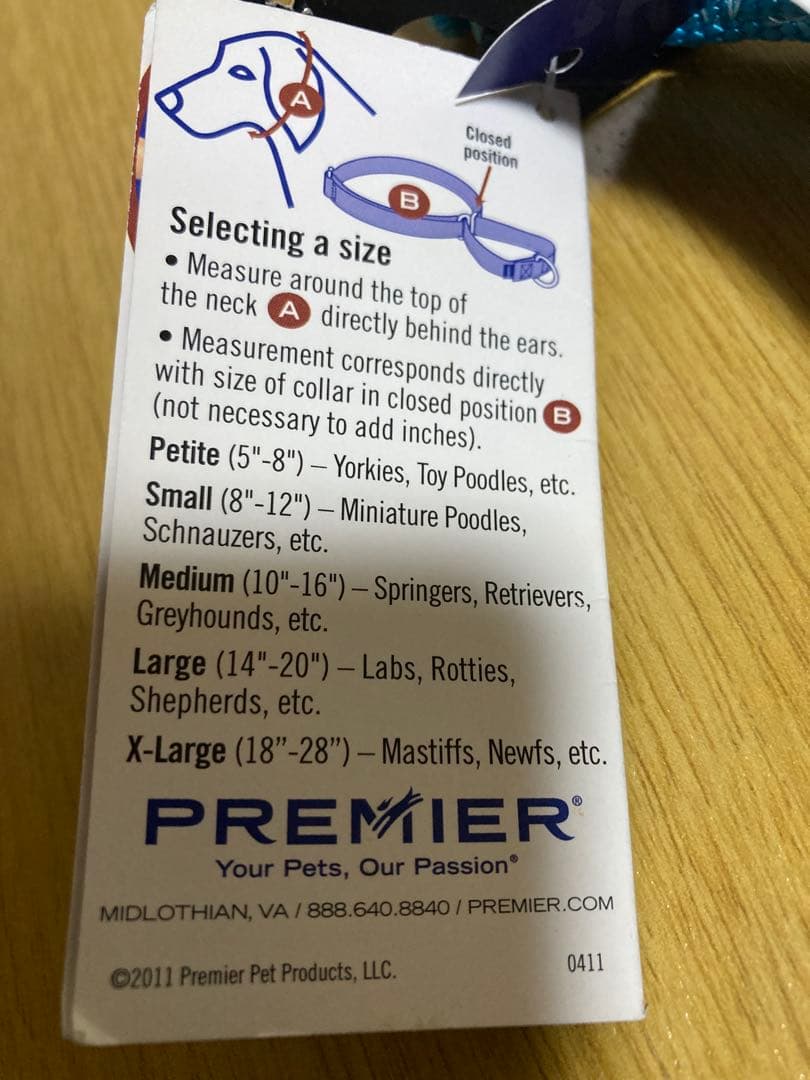 A
Closed
position
B
Selecting a size
• Measure around the top of
the neck A directly behind the ears.
• Measurement corresponds directly
with size of collar in closed position B
(not necessary to add inches).
Petite (5"-8") – Yorkies, Toy Poodles, etc.
Small (8"-12") – Miniature Poodles,
Schnauzers, etc.
Medium (10"-16") – Springers, Retrievers,
Greyhounds, etc.
Large (14"-20") – Labs, Rotties,
Shepherds, etc.
X-Large (18”-28”) – Mastiffs, Newfs, etc.
PREMIER®
Your Pets, Our Passion®
MIDLOTHIAN, VA / 888.640.8840 / PREMIER.COM
©2011 Premier Pet Products, LLC.
0411